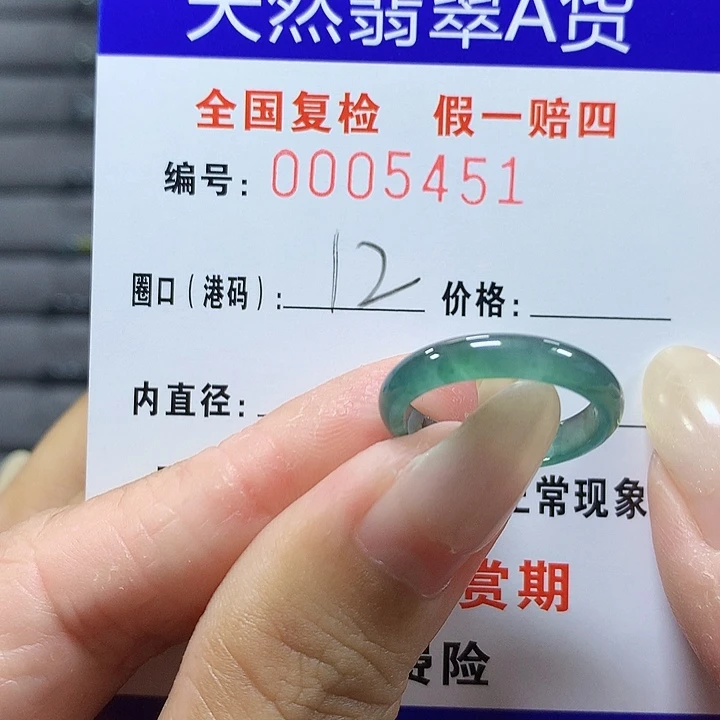 天然翡翠A货
全国复检 假一赔四
编号: 0005451
圈口(港码): 12 价格:
内直径:
常现象
赏期
险